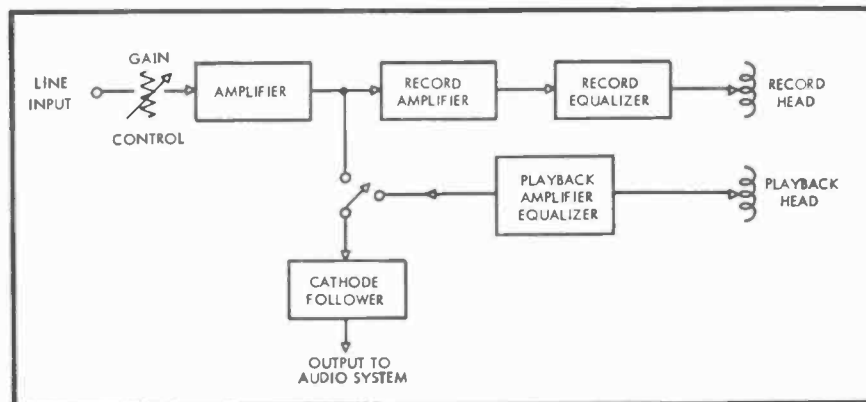 LINE
INPUT
GAIN
CONTROL
AMPLIFIER
RECORD
AMPLIFIER
RECORD
EQUALIZER
RECORD
HEAD
PLAYBACK
AMPLIFIER
EQUALIZER
PLAYBACK
HEAD
CATHODE
FOLLOWER
OUTPUT TO
AUDIO SYSTEM